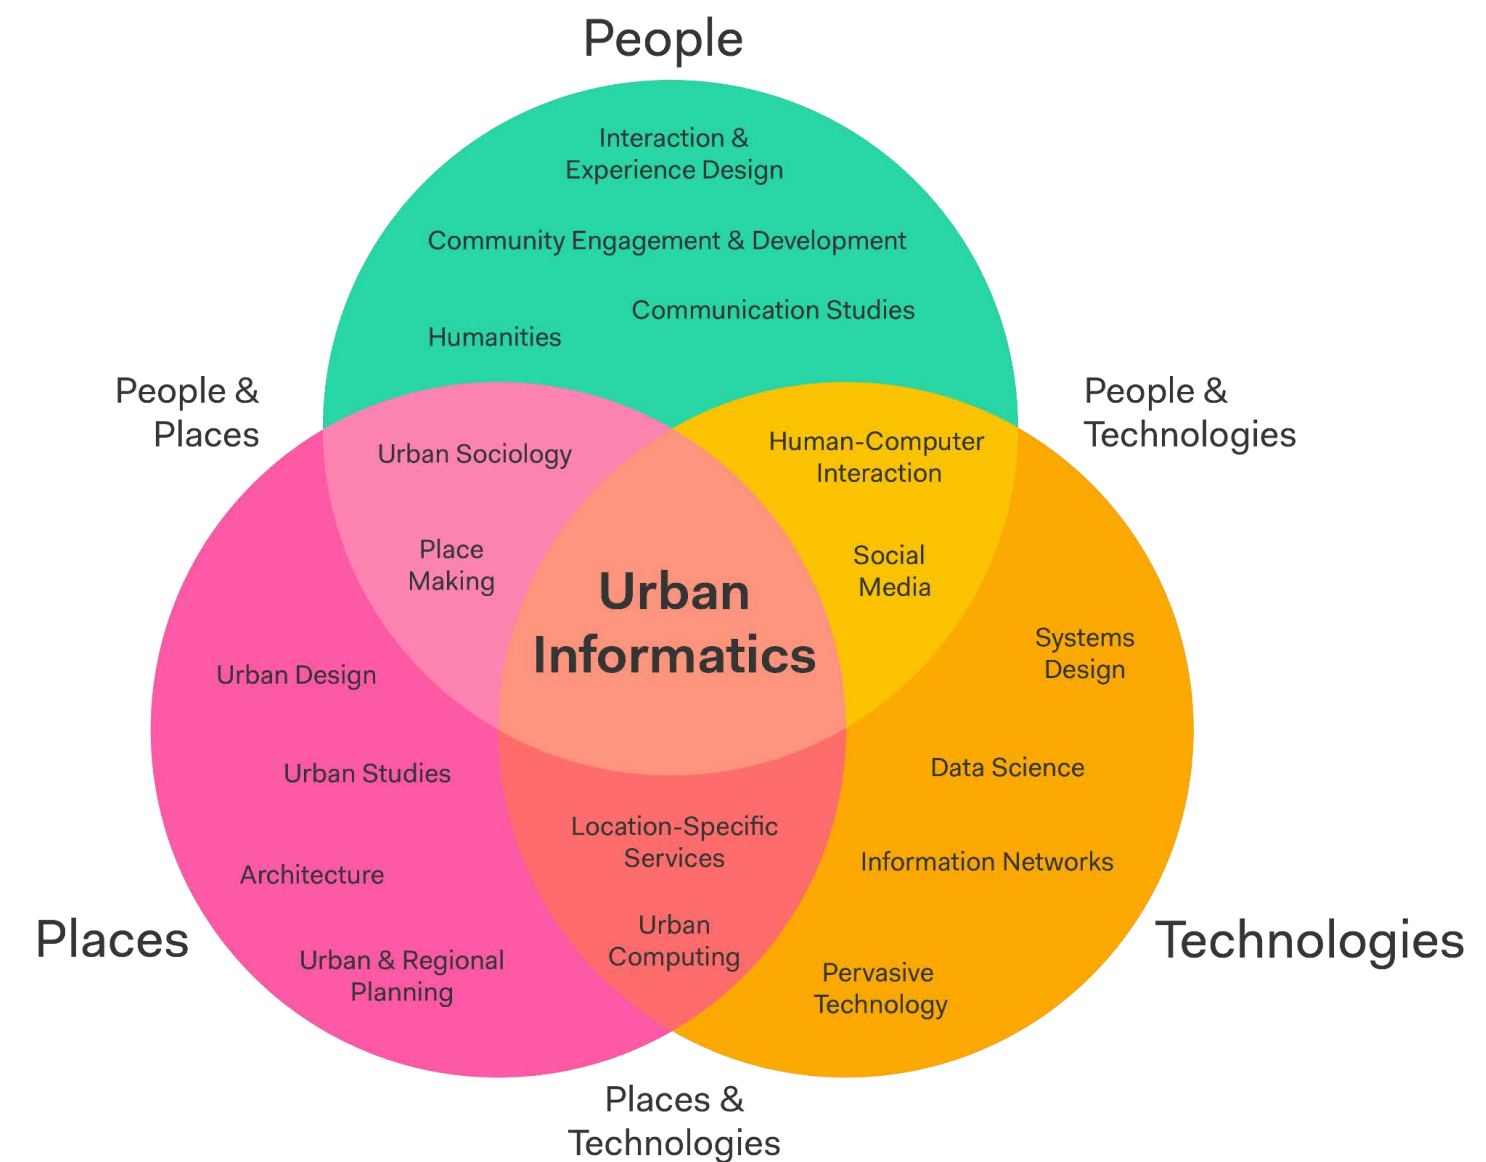 People
Interaction &
Experience Design
Community Engagement & Development
Communication Studies
Humanities
People &
Places
People &
Technologies
Urban Sociology
Human-Computer
Interaction
Place
Making
Social
Media
Urban
Informatics
Systems
Design
Urban Design
Urban Studies
Data Science
Location-Specific
Services
Information Networks
Architecture
Places
Technologies
Urban
Computing
Urban & Regional
Planning
Pervasive
Technology
Places &
Technologies